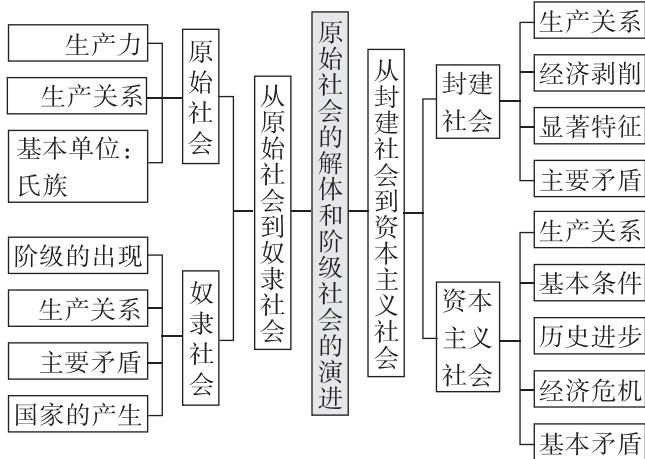 生产力
生产关系
基本单位：
氏族
原始社会
阶级的出现
生产关系
主要矛盾
国家的产生
奴隶社会
从原始社会到奴隶社会
原始社会的解体和阶级社会的演进
从封建社会到资本主义社会
封建
社会
生产关系
经济剥削
显著特征
主要矛盾
资本
主义
社会
生产关系
基本条件
历史进步
经济危机
基本矛盾